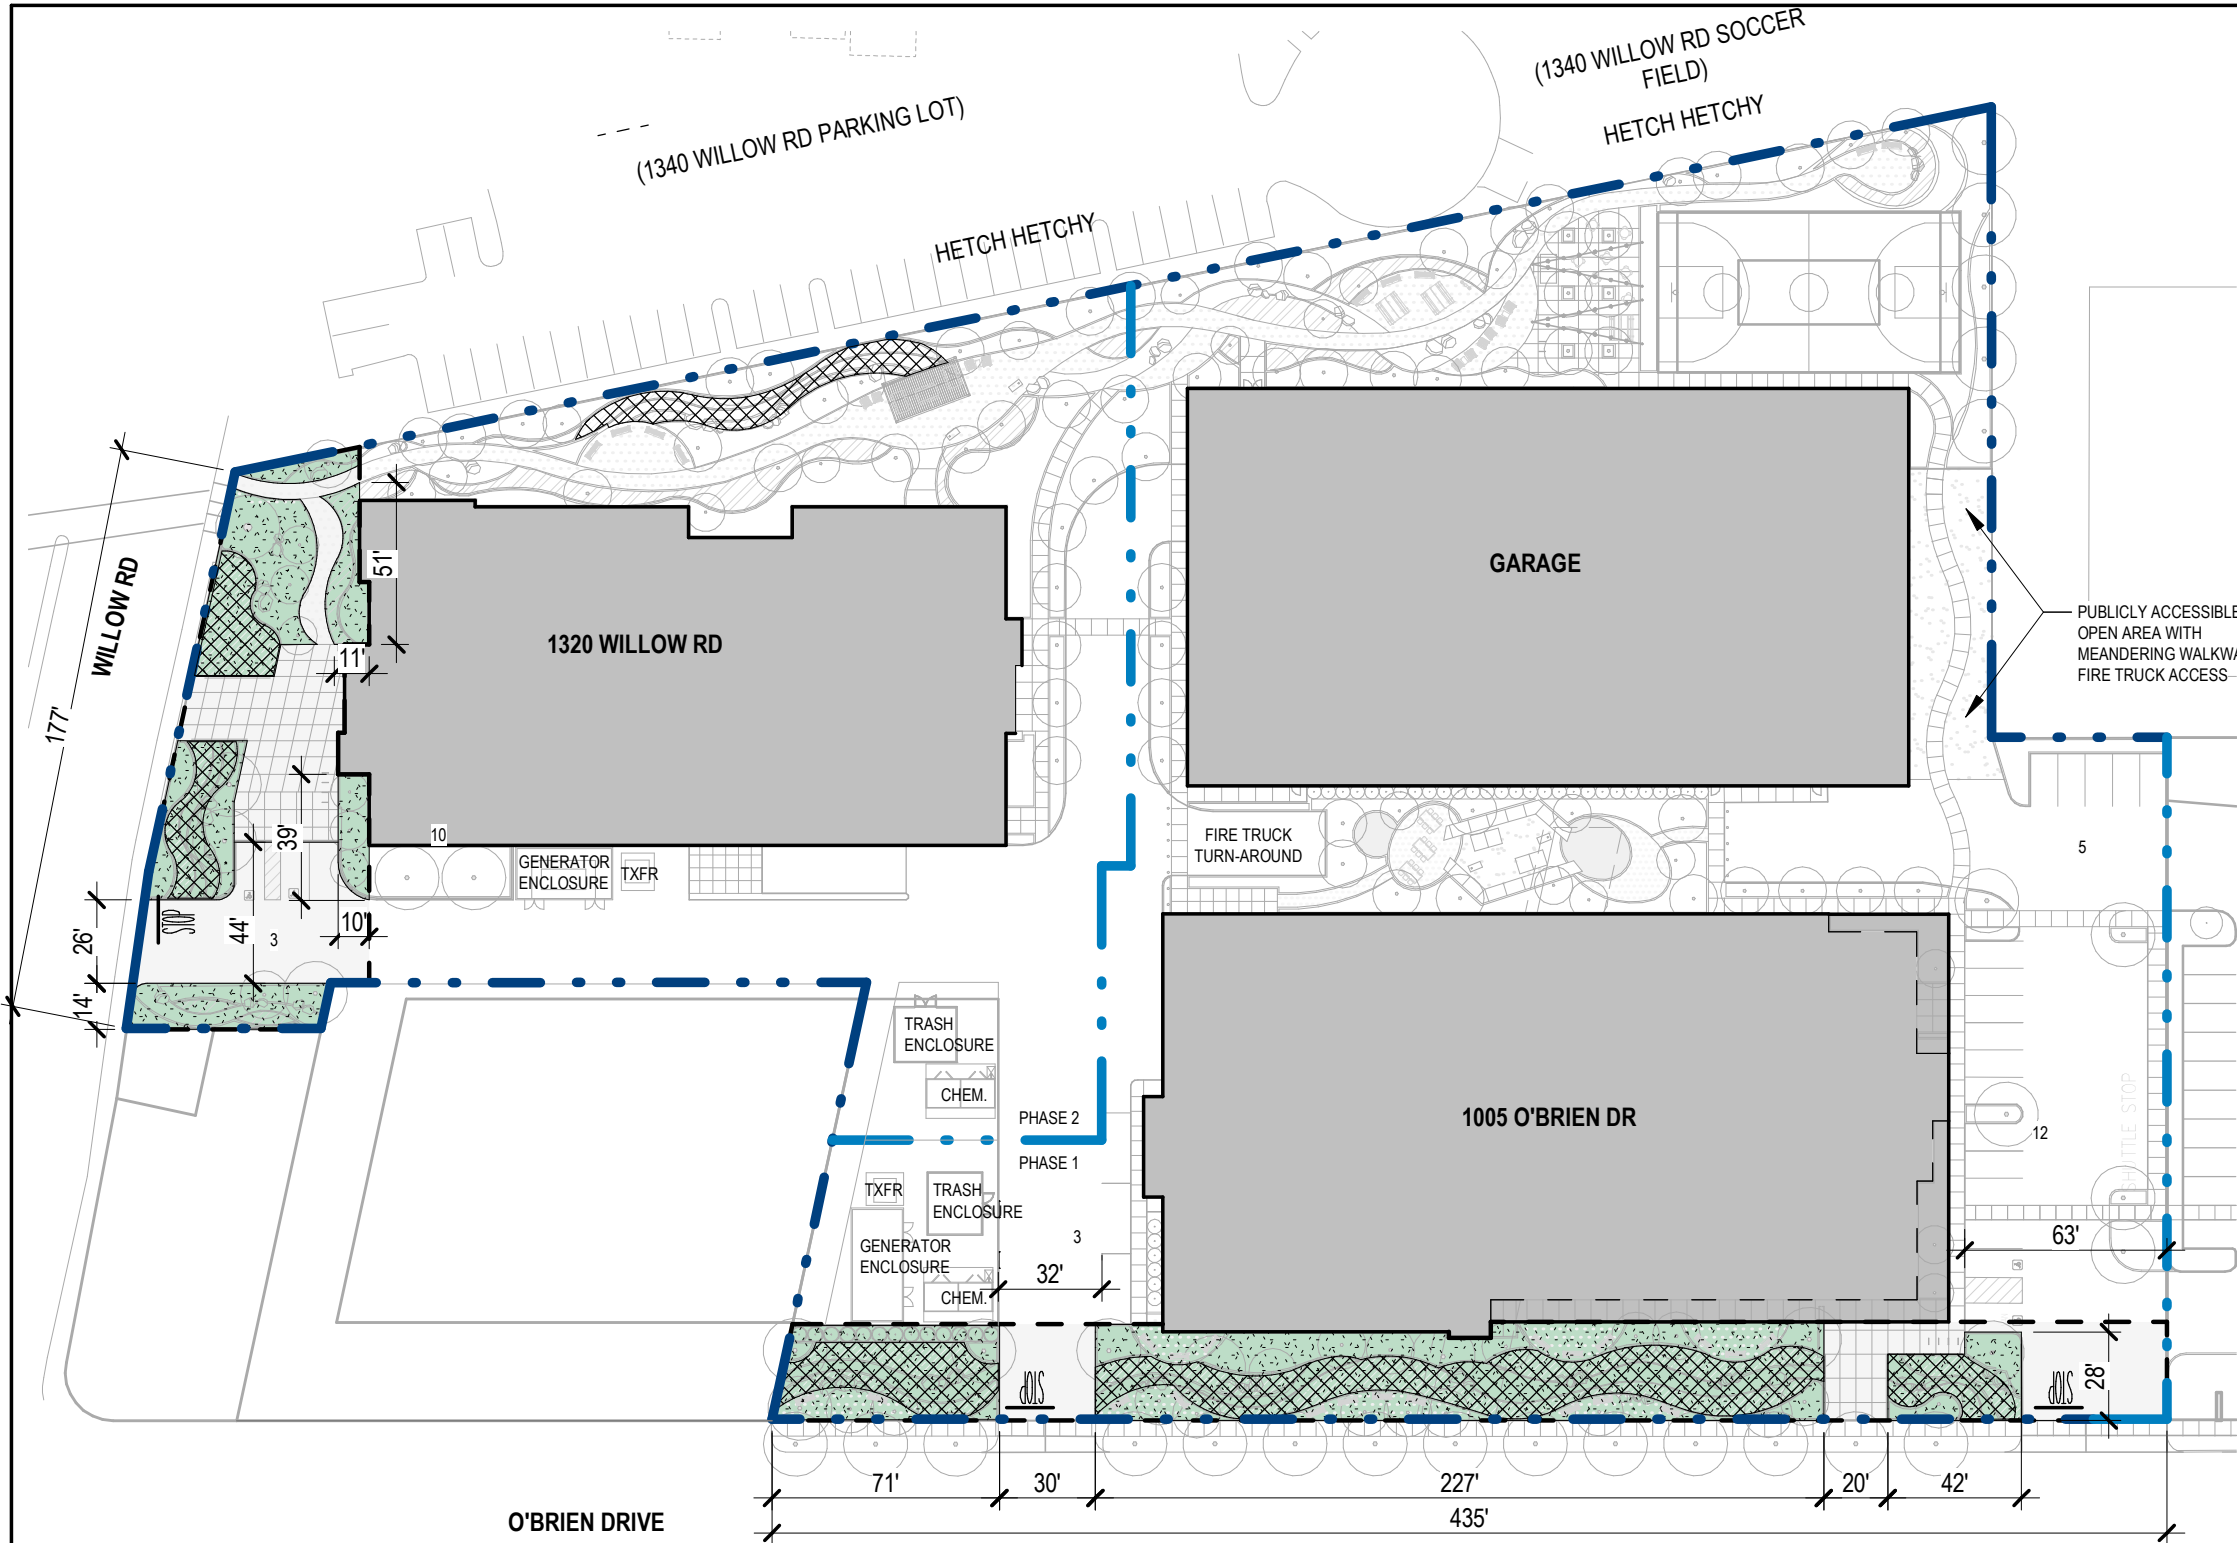 (1340 WILLOW RD SOCCER
FIELD)
HETCH HETCHY
(1340 WILLOW RD PARKING LOT)
HETCH HETCHY
WILLOW RD
177'
51'
11'
1320 WILLOW RD
GARAGE
PUBLICLY ACCESSIBLE
OPEN AREA WITH
MEANDERING
FIRE TRUCK ACCESS
39'
10
GENERATOR
ENCLOSURE
TXFR
FIRE TRUCK
TURN-AROUND
5
26'
STOP
44'
3
10'
14'
TRASH
ENCLOSURE
CHEM.
PHASE 2
PHASE 1
1005 O'BRIEN DR
12
SHUTTLE STOP
TXFR
TRASH
ENCLOSURE
GENERATOR
ENCLOSURE
3
CHEM.
32'
63'
STOP
STOP
28'
71'
30'
227'
20'
42'
435'
O'BRIEN DRIVE